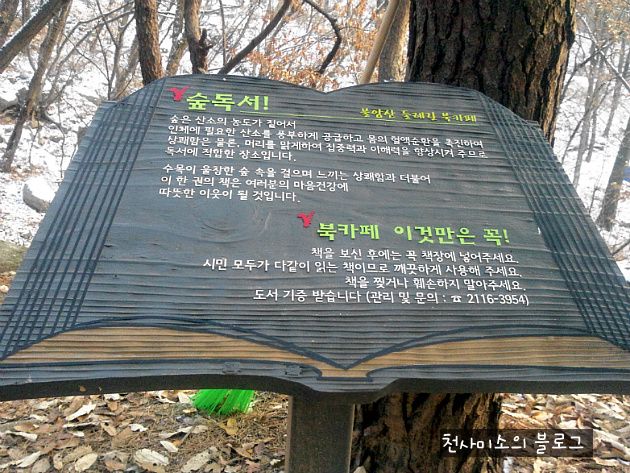 숲독서!
불암산 둘레길 북카페
숲은 산소의 농도가 짙어서
인체에 필요한 산소를 풍부하게 공급하고 몸의 혈액순환을 촉진하며
상쾌함은 물론, 머리를 맑게하여 집중력과 이해력을 향상시켜 주므로
독서에 적합한 장소입니다.
수목이 울창한 숲 속을 걸으며 느끼는 상쾌함과 더불어
이 한 권의 책은 여러분의 마음건강에
따뜻한 이웃이 될 것입니다.
북카페 이것만은 꼭!
책을 보신 후에는 꼭 책장에 넣어주세요.
시민 모두가 다같이 읽는 책이므로 깨끗하게 사용해 주세요.
책을 찢거나 훼손하지 말아주세요.
도서 기증 받습니다 (관리 및 문의 : ☎ 2116-3954)
천사미소의 블로그